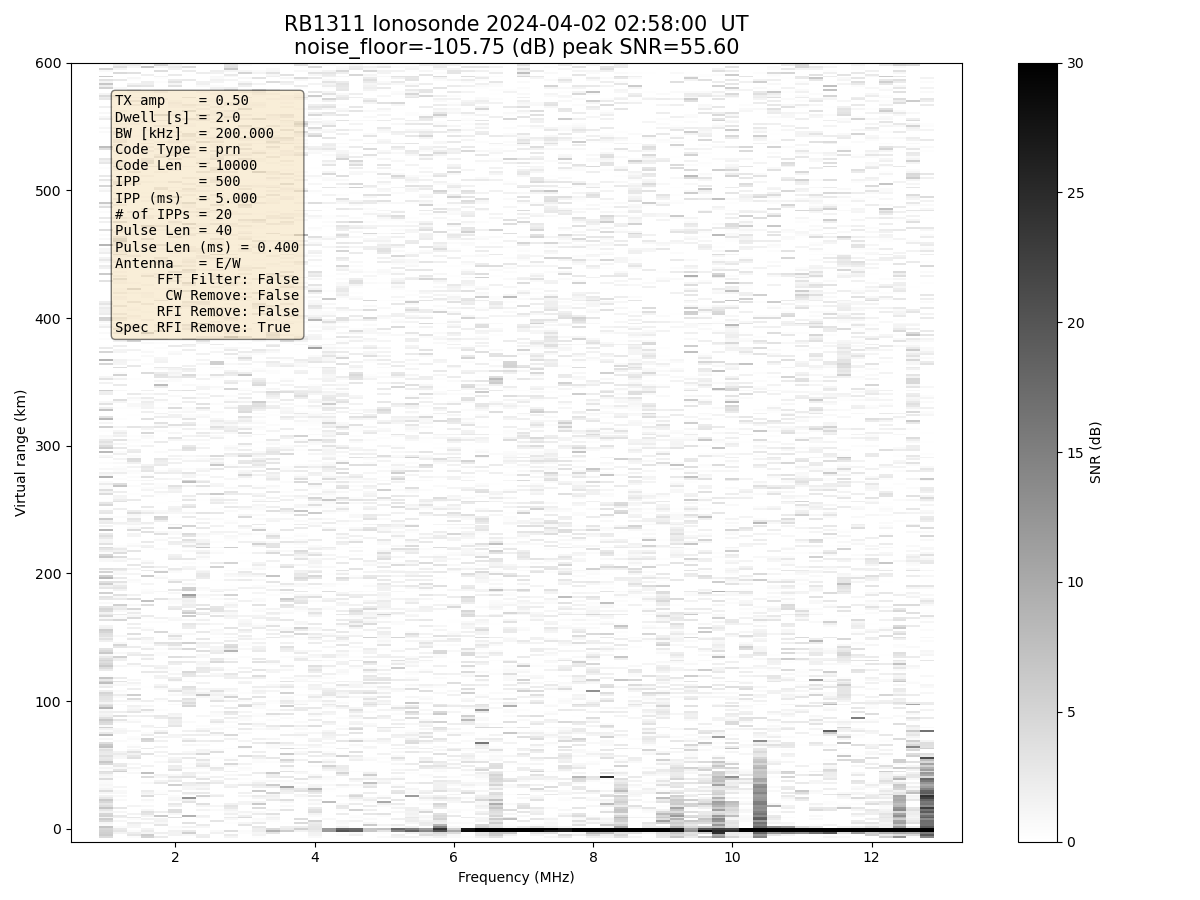 RB1311 Ionosonde 2024-04-02 02:58:00  UT
noise_floor=-105.75 (dB) peak SNR=55.60
600
500
400
300
200
100
0
Virtual range (km)
TX amp    = 0.50
Dwell [s] = 2.0
BW [kHz]  = 200.000
Code Type = prn
Code Len  = 10000
IPP       = 500
IPP (ms)  = 5.000
# of IPPs = 20
Pulse Len = 40
Pulse Len (ms) = 0.400
Antenna   = E/W
FFT Filter: False
CW Remove: False
RFI Remove: False
Spec RFI Remove: True
2 4 6 8 10 12
Frequency (MHz)
30
25
20
15
10
5
0
SNR (dB)